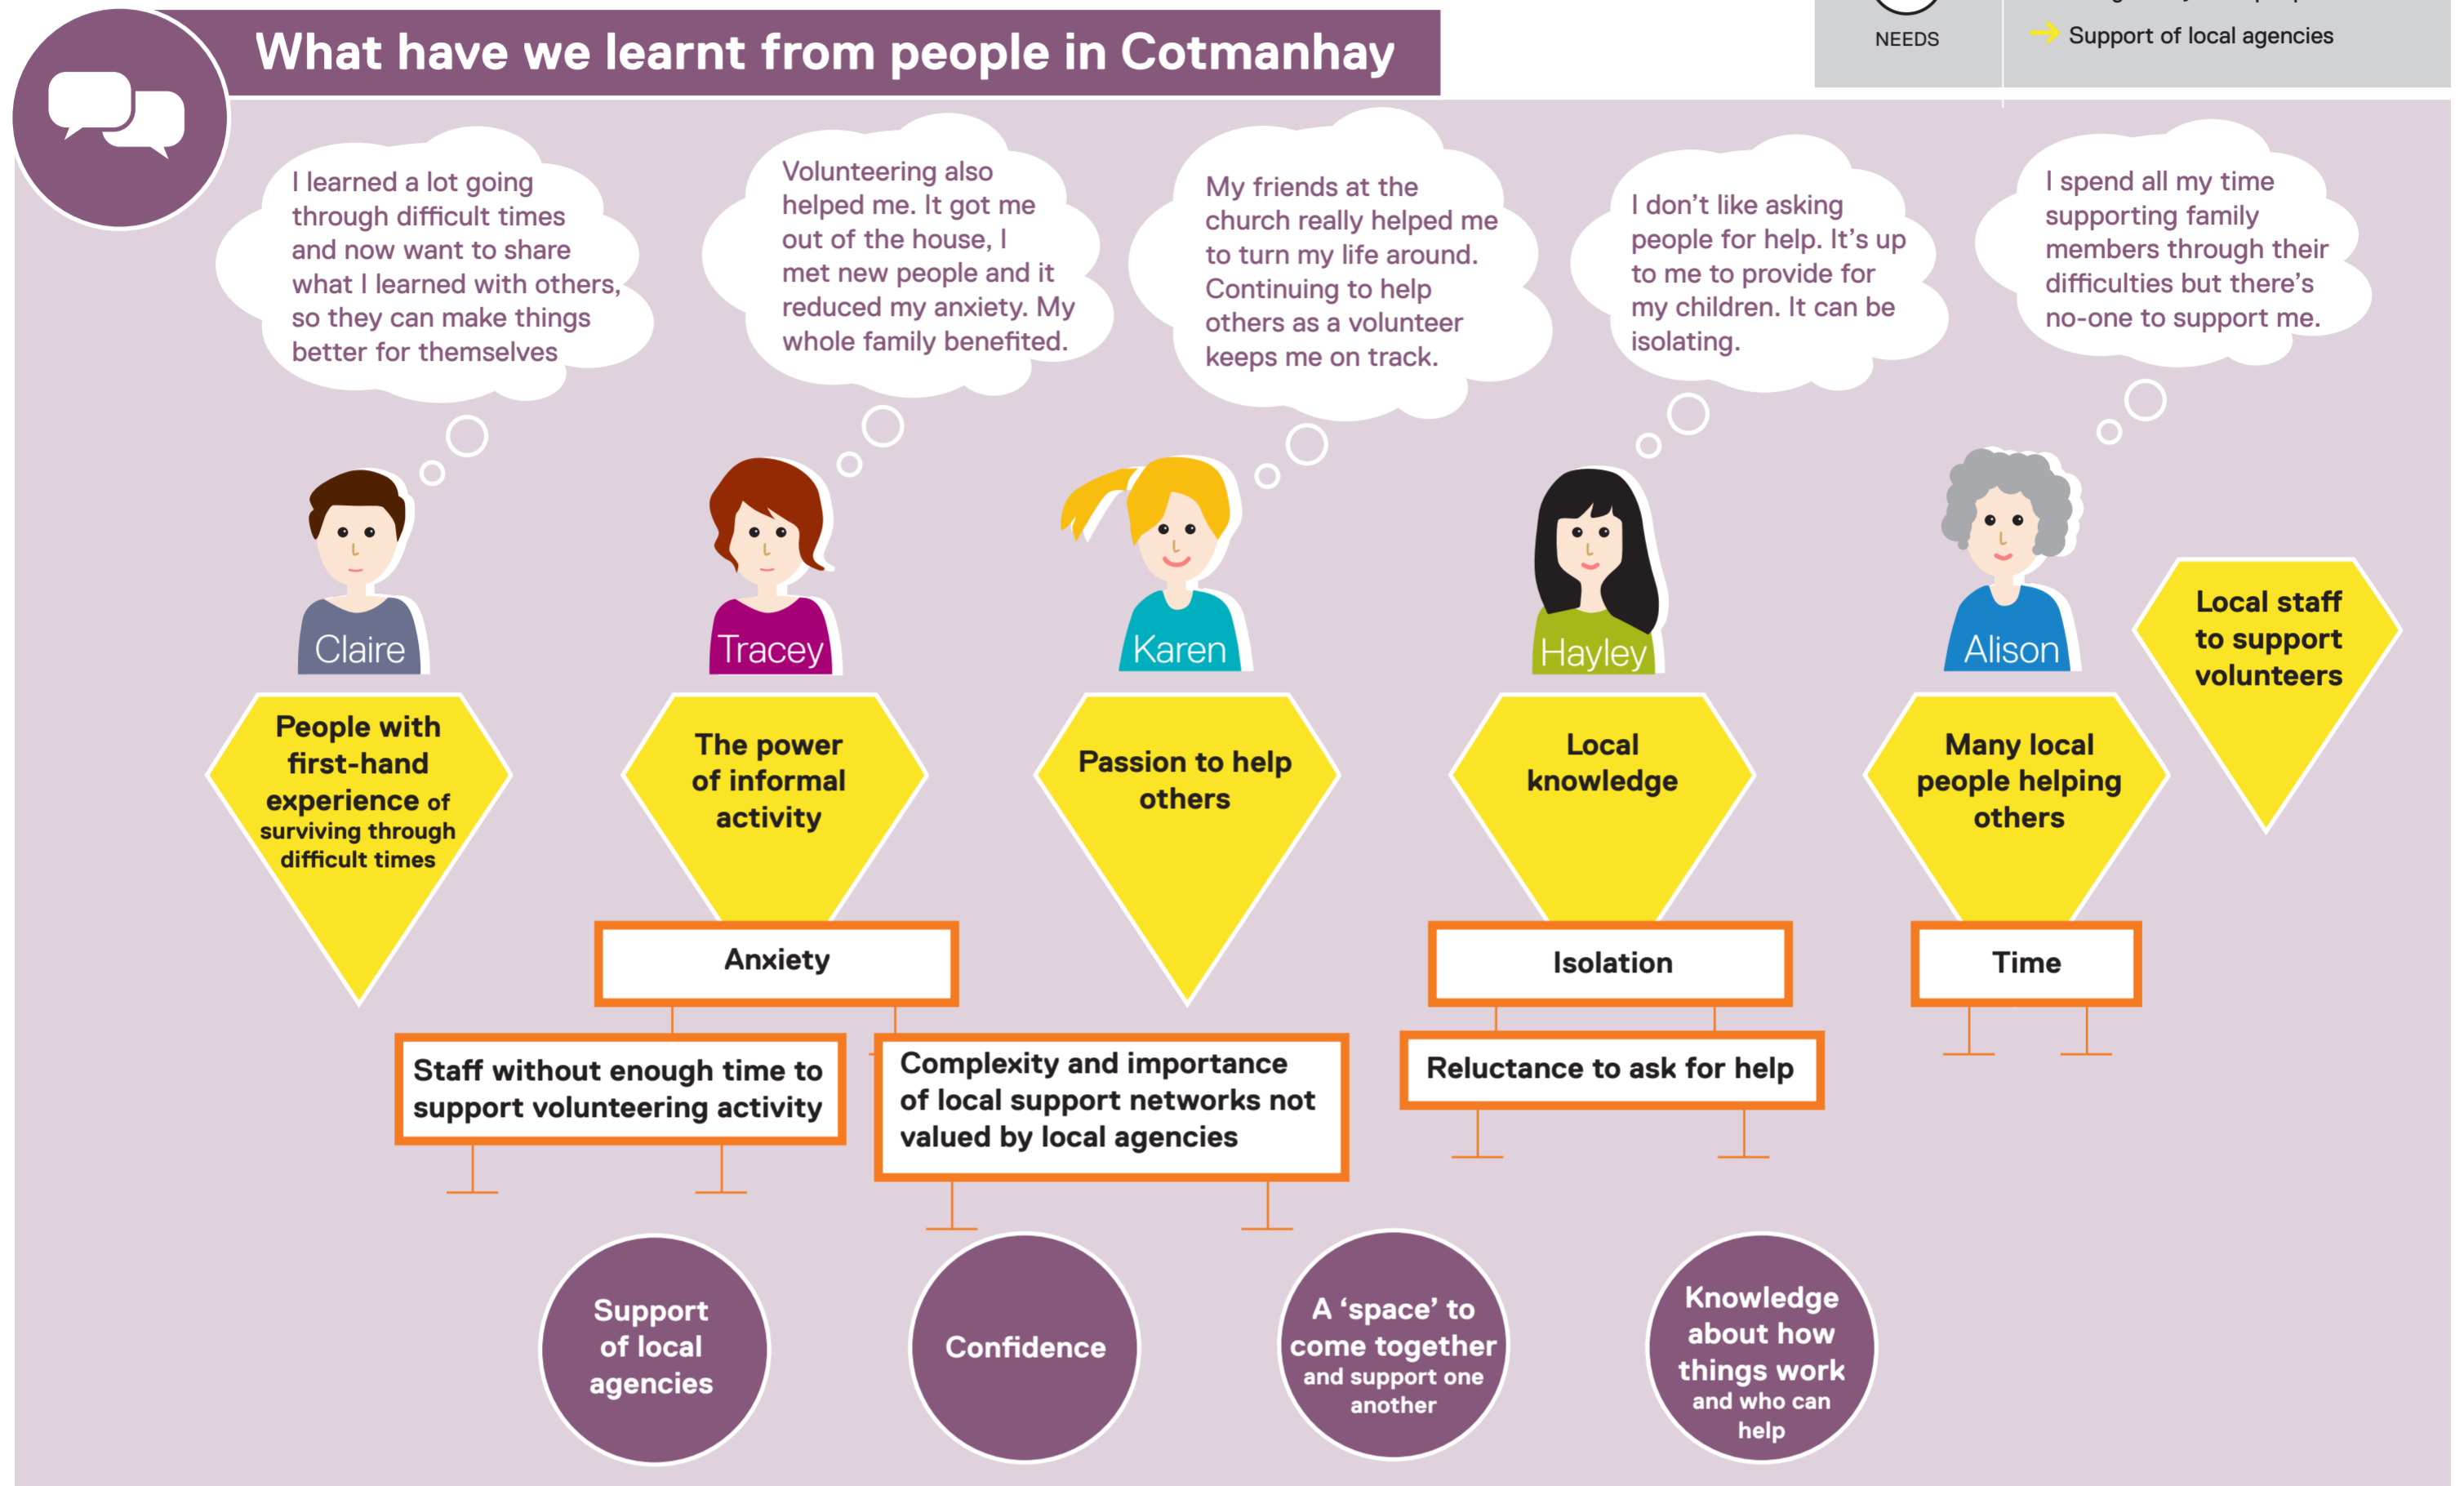 What have we learnt from people in Cotmanhay
NEEDS
→ Support of local agencies
I learned a lot going
through difficult times
and now want to share
what I learned with others,
so they can make things
better for themselves
Volunteering also
helped me. It got me
out of the house, I
met new people and it
reduced my anxiety. My
whole family benefited.
My friends at the
church really helped me
to turn my life around.
Continuing to help
others as a volunteer
keeps me on track.
I don’t like asking
people for help. It’s up
to me to provide for
my children. It can be
isolating.
I spend all my time
supporting family
members through their
difficulties but there’s
no-one to support me.
Claire
Tracey
Karen
Hayley
Alison
Local staff
to support
volunteers
People with
first-hand
experience of
surviving through
difficult times
The power
of informal
activity
Passion to help
others
Local
knowledge
Many local
people helping
others
Anxiety
Isolation
Time
Staff without enough time to
support volunteering activity
Complexity and importance
of local support networks not
valued by local agencies
Reluctance to ask for help
Support
of local
agencies
Confidence
A ‘space’ to
come together
and support one
another
Knowledge
about how
things work
and who can
help